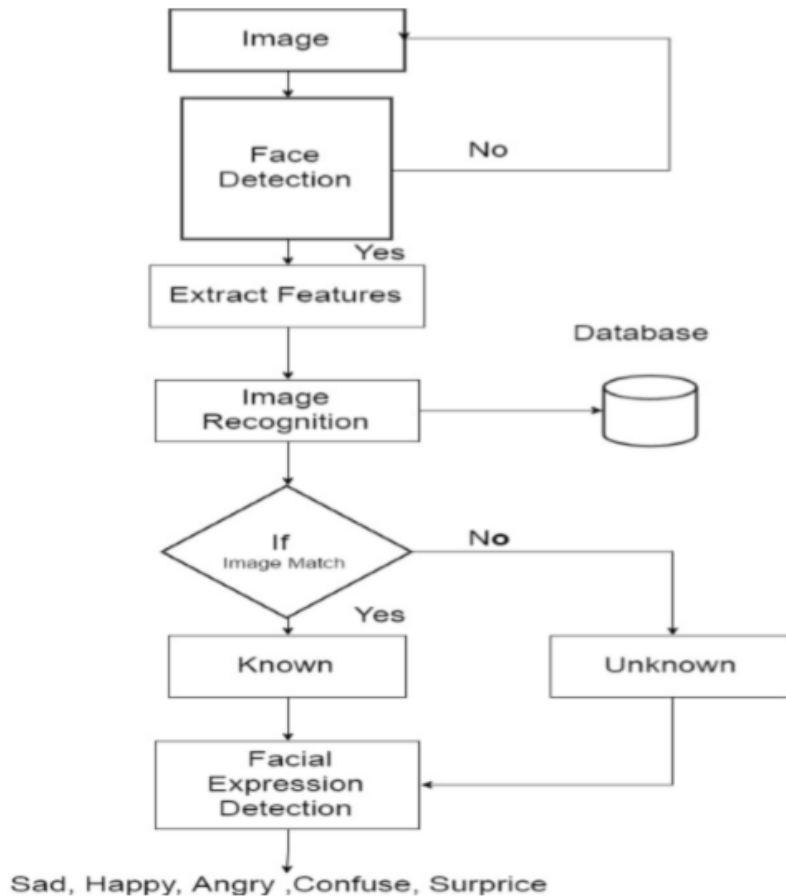 Image
Face
Detection
No
Yes
Extract Features
Database
Image
Recognition
If
Image Match
No
Yes
Known
Unknown
Facial
Expression
Detection
Sad, Happy, Angry ,Confuse, Surprice